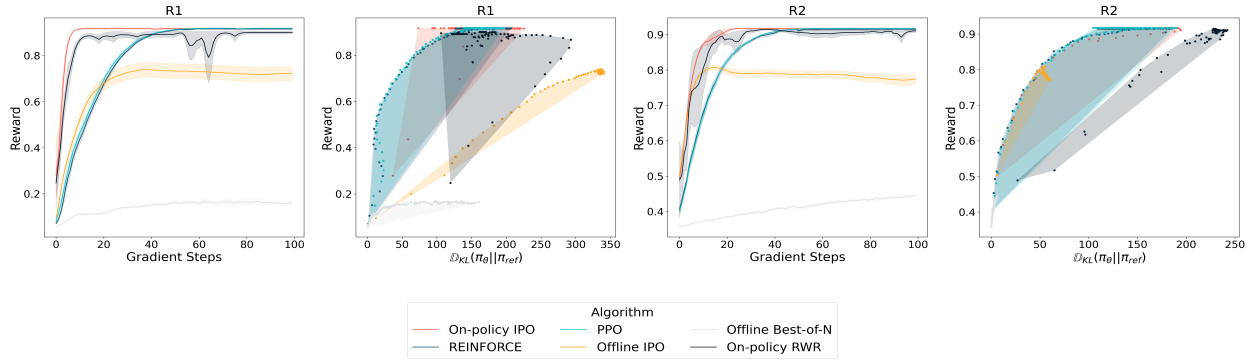 R1
Reward
0.8
0.6
0.4
0.2
0 20 40 60 80 100
Gradient Steps
R1
Reward
0.8
0.6
0.4
0.2
0 50 100 150 200 250 300 350
𝔻KL(πθ||πref)
R2
Reward
0.9
0.8
0.7
0.6
0.5
0.4
0 20 40 60 80 100
Gradient Steps
R2
Reward
0.9
0.8
0.7
0.6
0.5
0.4
0 50 100 150 200 250
𝔻KL(πθ||πref)
Algorithm
On-policy IPO PPO Offline Best-of-N
REINFORCE Offline IPO On-policy RWR